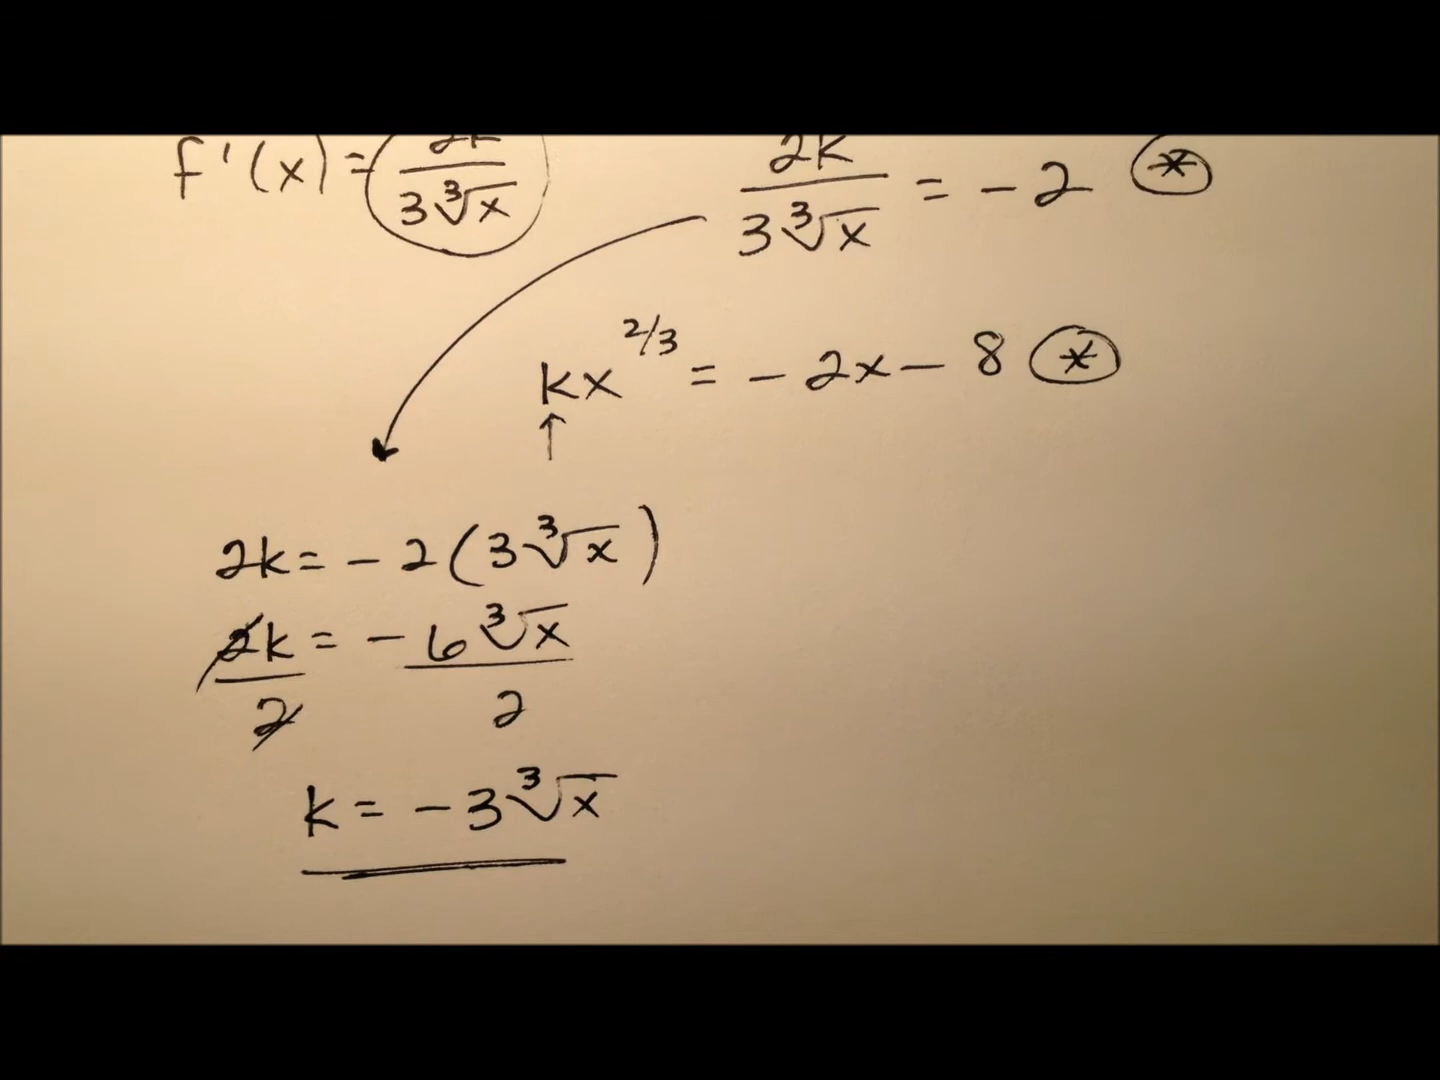 f'(x) = 2k / 3∛x
2k / 3∛x = -2 *
kx^2/3 = -2x - 8 *
2k = -2(3∛x)
2k / 2 = -6∛x / 2
k = -3∛x